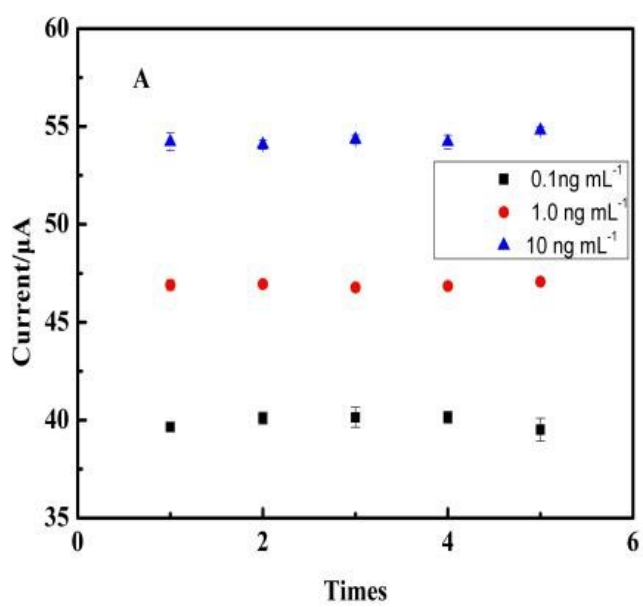 60
A
55
0.1ng mL⁻¹
1.0 ng mL⁻¹
10 ng mL⁻¹
50
Current/µA
45
40
35
0 2 4 6
Times